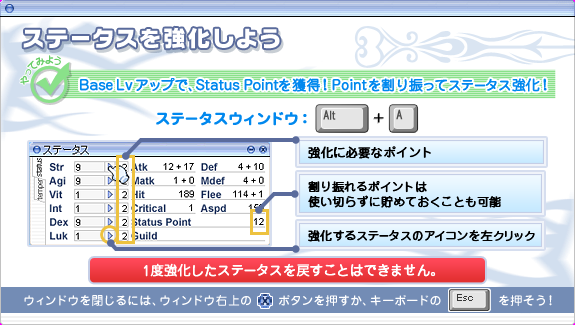 ステータスを強化しよう
やってみよう
Base Lv アップで、Status Pointを獲得！Pointを割り振ってステータス強化！
ステータスウィンドウ： Alt + A
ステータス
status
Str 9 2 Atk 12 + 17 Def 4 + 10
Agi 9 2 Matk 1 + 0 Mdef 4 + 0
Vit 1 2 Hit 189 Flee 114 + 1
Int 1 2 Critical 1 Aspd
Dex 9 2 Status Point 12
Luk 1 2 Guild
強化に必要なポイント
割り振れるポイントは
使い切らずに貯めておくことも可能
強化するステータスのアイコンを左クリック
1度強化したステータスを戻すことはできません。
ウィンドウを閉じるには、ウィンドウ右上の ボタンを押すか、キーボードの Esc を押そう！